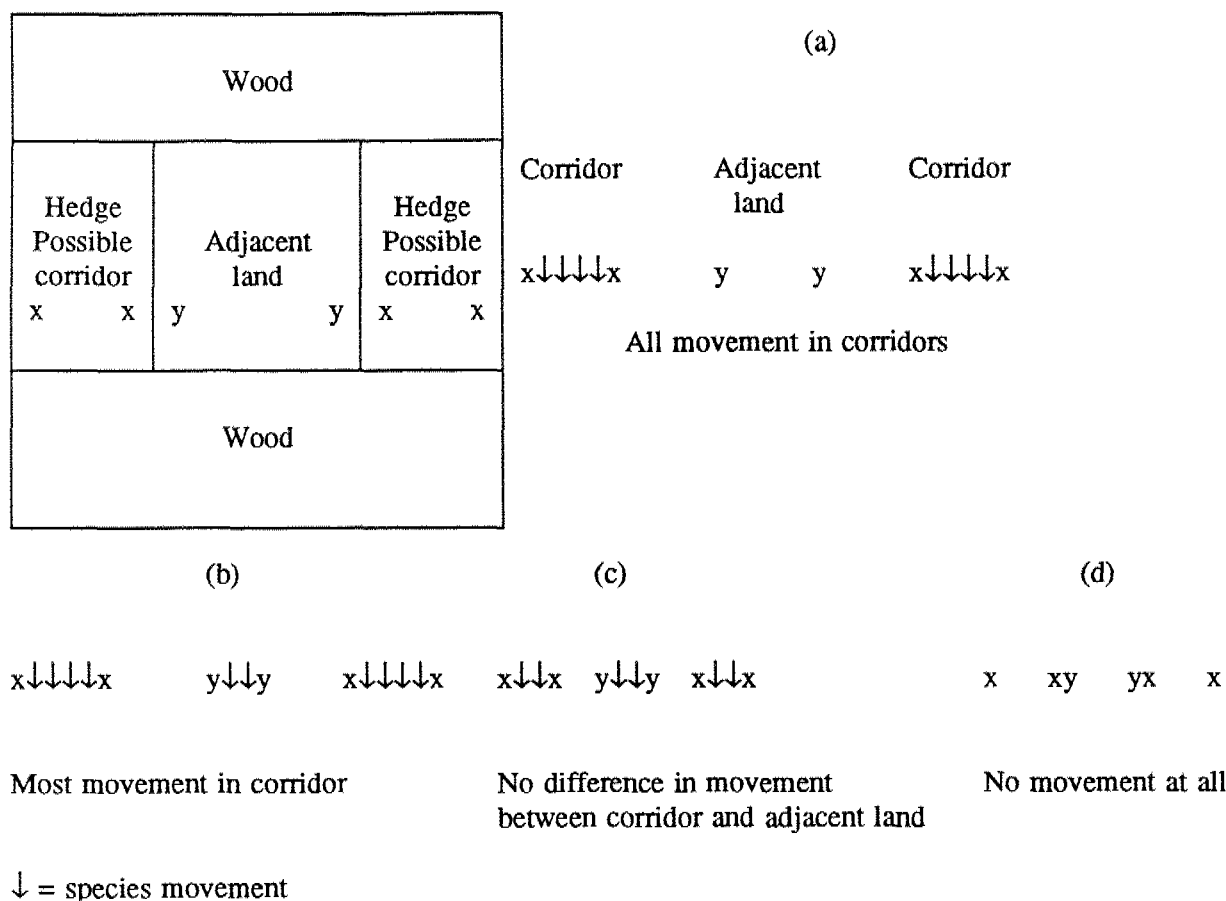 Wood
Hedge
Possible
corridor
x x
Adjacent
land
y y
Hedge
Possible
corridor
x x
Wood
(a)
Corridor Adjacent land Corridor
x↓↓↓↓x y y x↓↓↓↓x
All movement in corridors
(b)
x↓↓↓↓x y↓↓y x↓↓↓↓x
Most movement in corridor
(c)
x↓↓x y↓↓y x↓↓x
No difference in movement
between corridor and adjacent land
(d)
x xy yx x
No movement at all
↓ = species movement